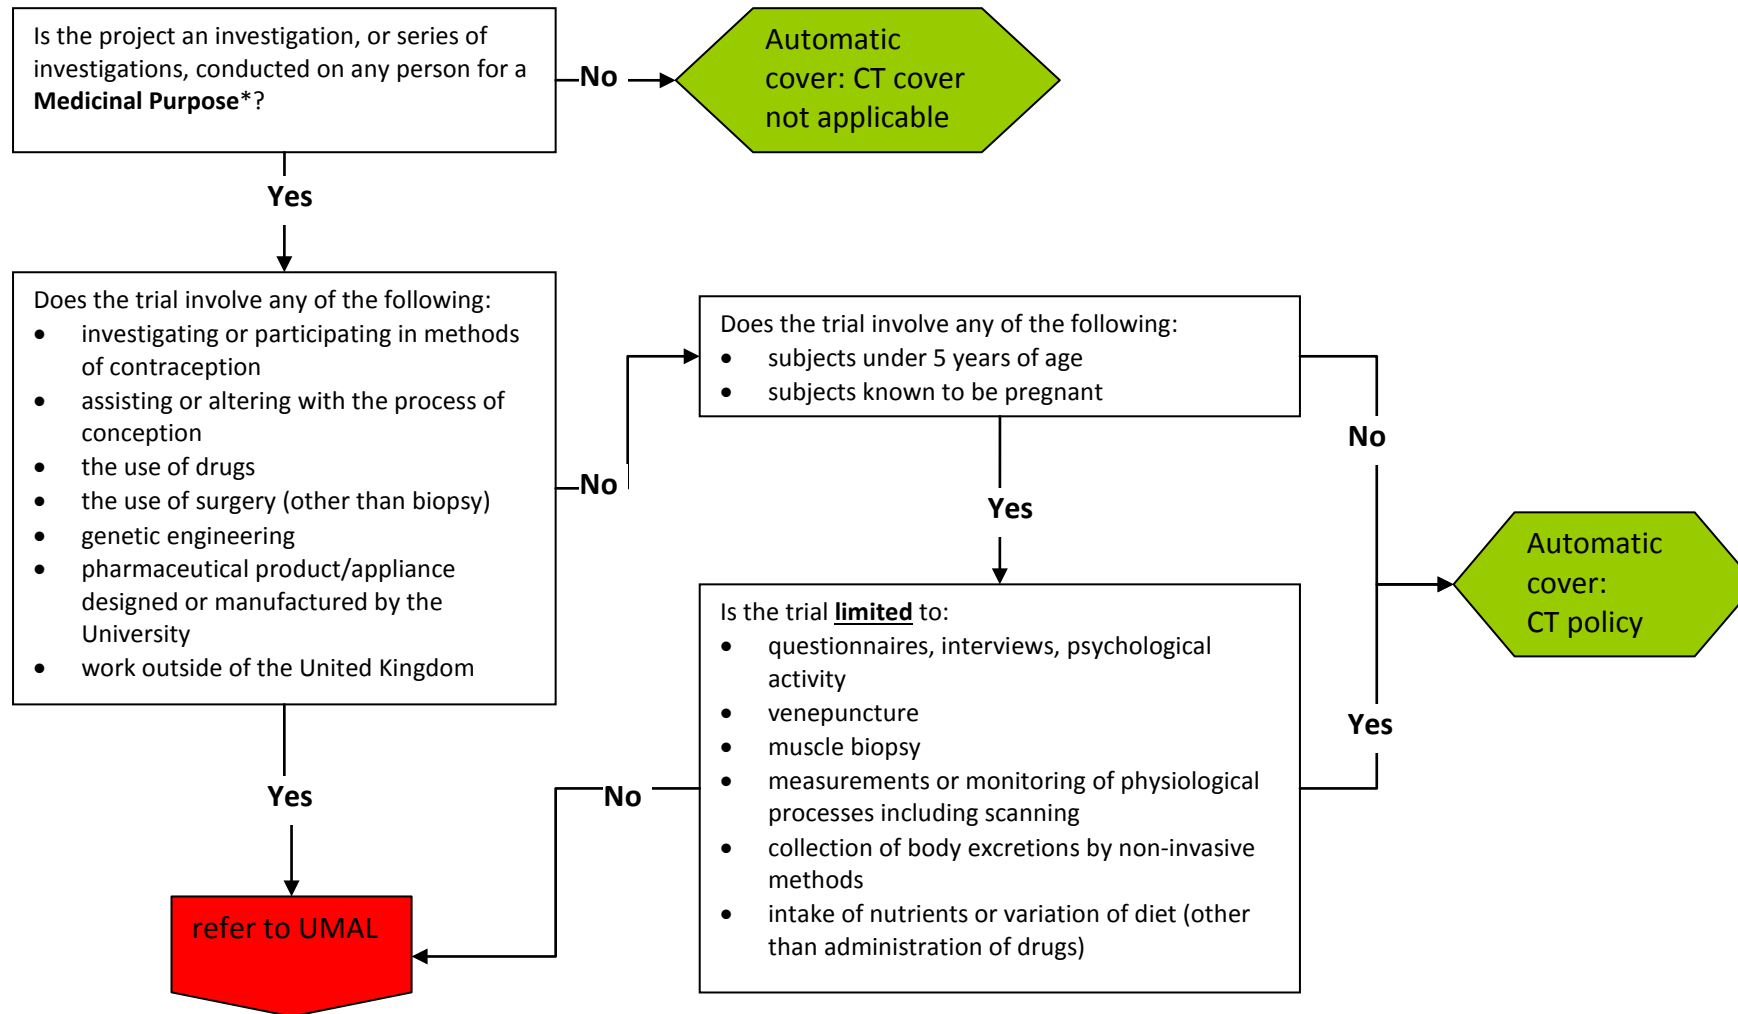 Is the project an investigation, or series of
investigations, conducted on any person for a
Medicinal Purpose*?
No
Automatic
cover: CT cover
not applicable
Yes
Does the trial involve any of the following:
• investigating or participating in methods
of contraception
• assisting or altering with the process of
conception
• the use of drugs
• the use of surgery (other than biopsy)
• genetic engineering
• pharmaceutical product/appliance
designed or manufactured by the
University
• work outside of the United Kingdom
No
Does the trial involve any of the following:
• subjects under 5 years of age
• subjects known to be pregnant
No
Yes
Automatic
cover:
CT policy
Is the trial limited to:
• questionnaires, interviews, psychological
activity
• venepuncture
• muscle biopsy
• measurements or monitoring of physiological
processes including scanning
• collection of body excretions by non-invasive
methods
• intake of nutrients or variation of diet (other
than administration of drugs)
Yes
No
Yes
refer to UMAL